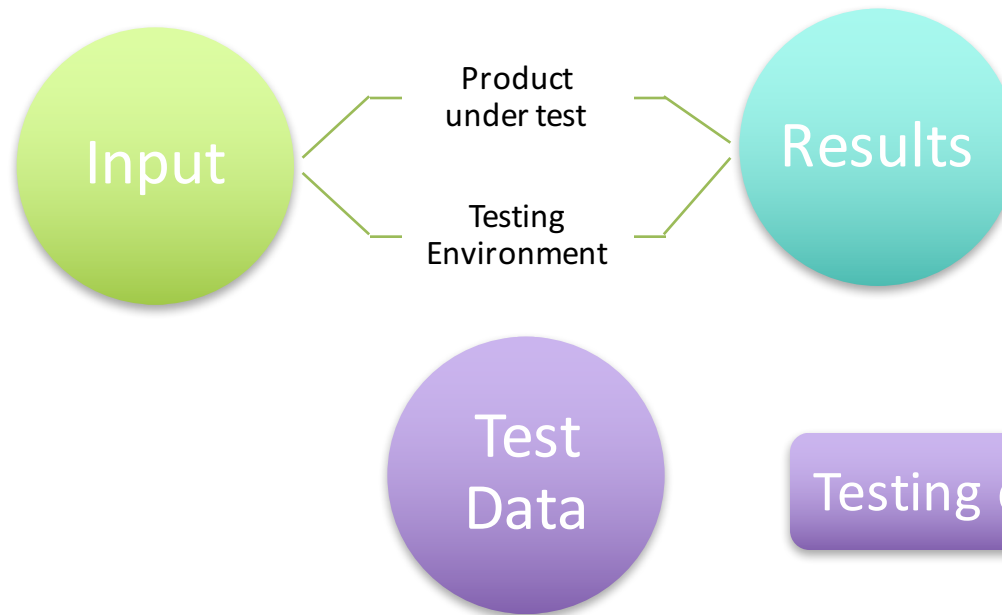 Product
under test
Input
Results
Testing
Environment
Test
Data
Testing